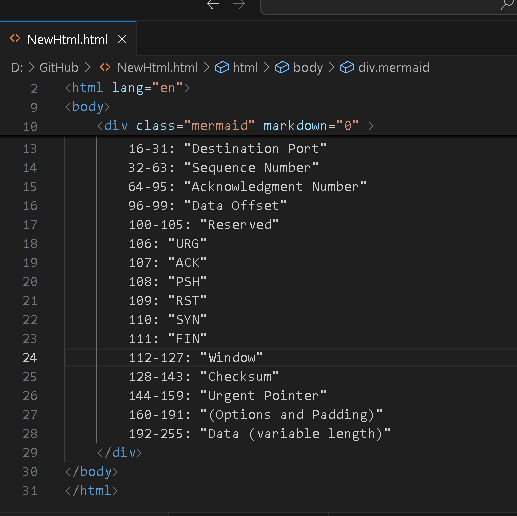 NewHtml.html
D: > GitHub > NewHtml.html > html > body > div.mermaid
2 <html lang="en">
9 <body>
10 <div class="mermaid" markdown="0" >
13 16-31: "Destination Port"
14 32-63: "Sequence Number"
15 64-95: "Acknowledgment Number"
16 96-99: "Data Offset"
17 100-105: "Reserved"
18 106: "URG"
19 107: "ACK"
20 108: "PSH"
21 109: "RST"
22 110: "SYN"
23 111: "FIN"
24 112-127: "Window"
25 128-143: "Checksum"
26 144-159: "Urgent Pointer"
27 160-191: "(Options and Padding)"
28 192-255: "Data (variable length)"
29 </div>
30 </body>
31 </html>